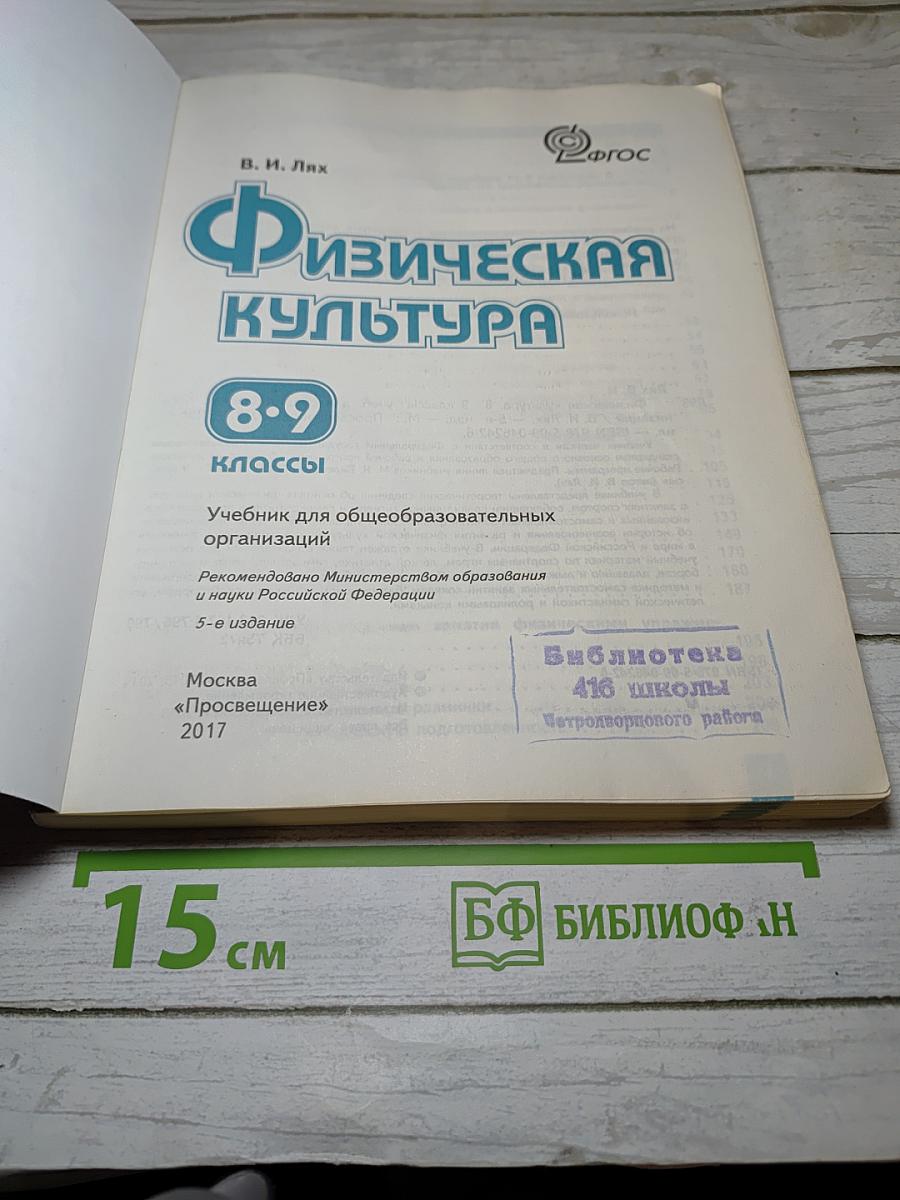 В. И. Лях
ФГОС
Физическая
культура
8•9
классы
Учебник для общеобразовательных
организаций
Рекомендовано Министерством образования
и науки Российской Федерации
5-е издание
Москва
«Просвещение»
2017
Библиотека
416 школы
Петродворцового района
15 см
БФ БИБЛИОФ